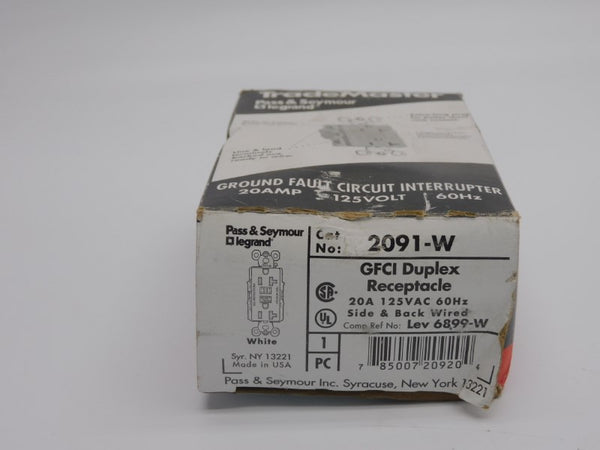 TradeMaster
Pass & Seymour
legrand
GROUND FAULT CIRCUIT INTERRUPTER
20AMP 125VOLT 60Hz
Pass & Seymour
legrand
White
Syr. NY 13221
Made in USA
Cat
No: 2091-W
GFCI Duplex
Receptacle
20A 125VAC 60Hz
Side & Back Wired
Comp Ref No: Lev 6899-W
SA
UL
1
PC
7 85007 20920 4
Pass & Seymour Inc. Syracuse, New York 13221